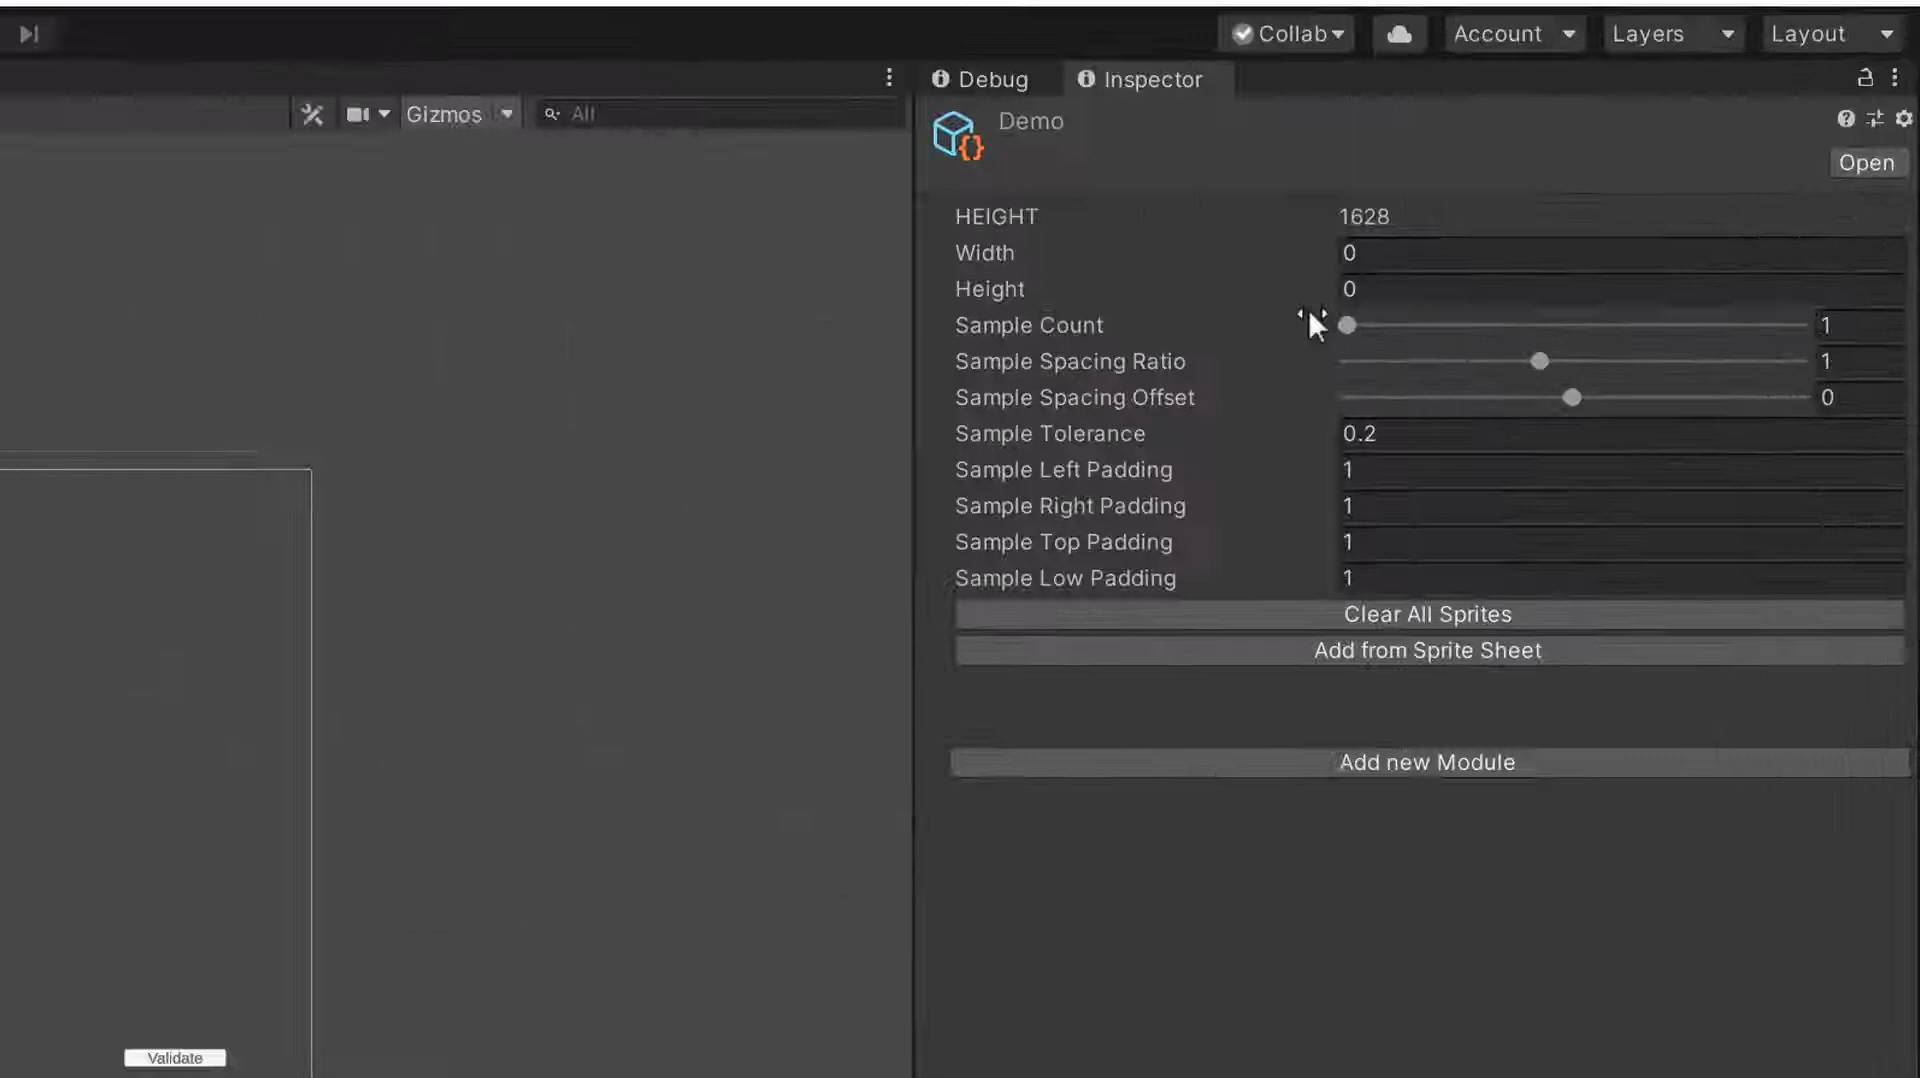 Collab
Account
Layers
Layout
Debug
Inspector
Gizmos
All
Demo
Open
HEIGHT 1628
Width 0
Height 0
Sample Count 1
Sample Spacing Ratio 1
Sample Spacing Offset 0
Sample Tolerance 0.2
Sample Left Padding 1
Sample Right Padding 1
Sample Top Padding 1
Sample Low Padding 1
Clear All Sprites
Add from Sprite Sheet
Add new Module
Validate